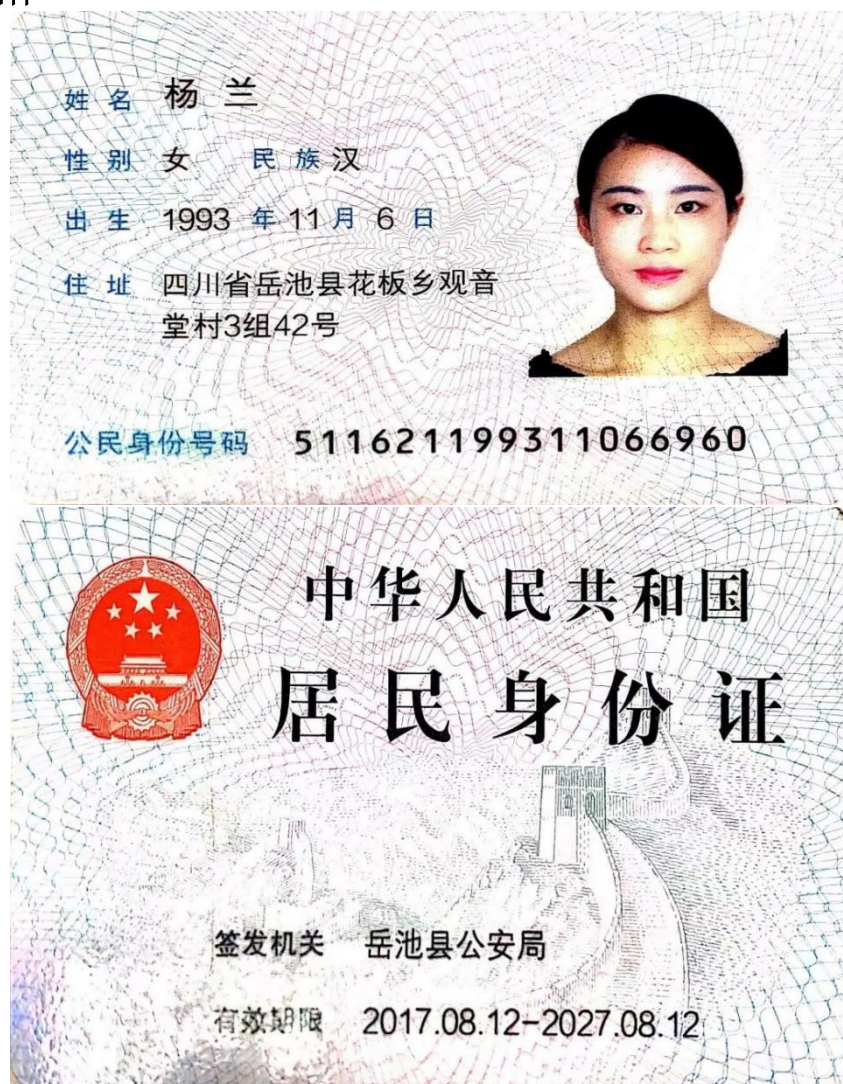 姓名 杨兰
性别 女 民族 汉
出生 1993 年 11 月 6 日
住址 四川省岳池县花板乡观音
堂村3组42号
公民身份号码 511621199311066960
中华人民共和国
居民身份证
签发机关 岳池县公安局
有效期限 2017.08.12-2027.08.12